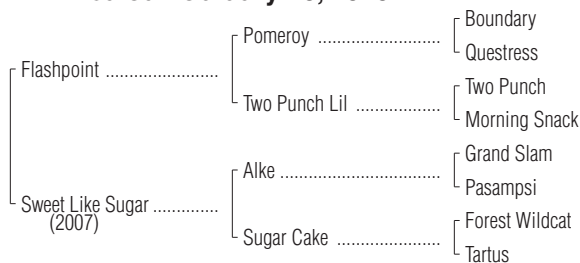 Boundary
Pomeroy ....................
Questress
Flashpoint .......................
Two Punch
Two Punch Lil .................
Morning Snack
Grand Slam
Alke ................................
Pasampsi
Sweet Like Sugar .............
(2007)
Forest Wildcat
Sugar Cake ....................
Tartus